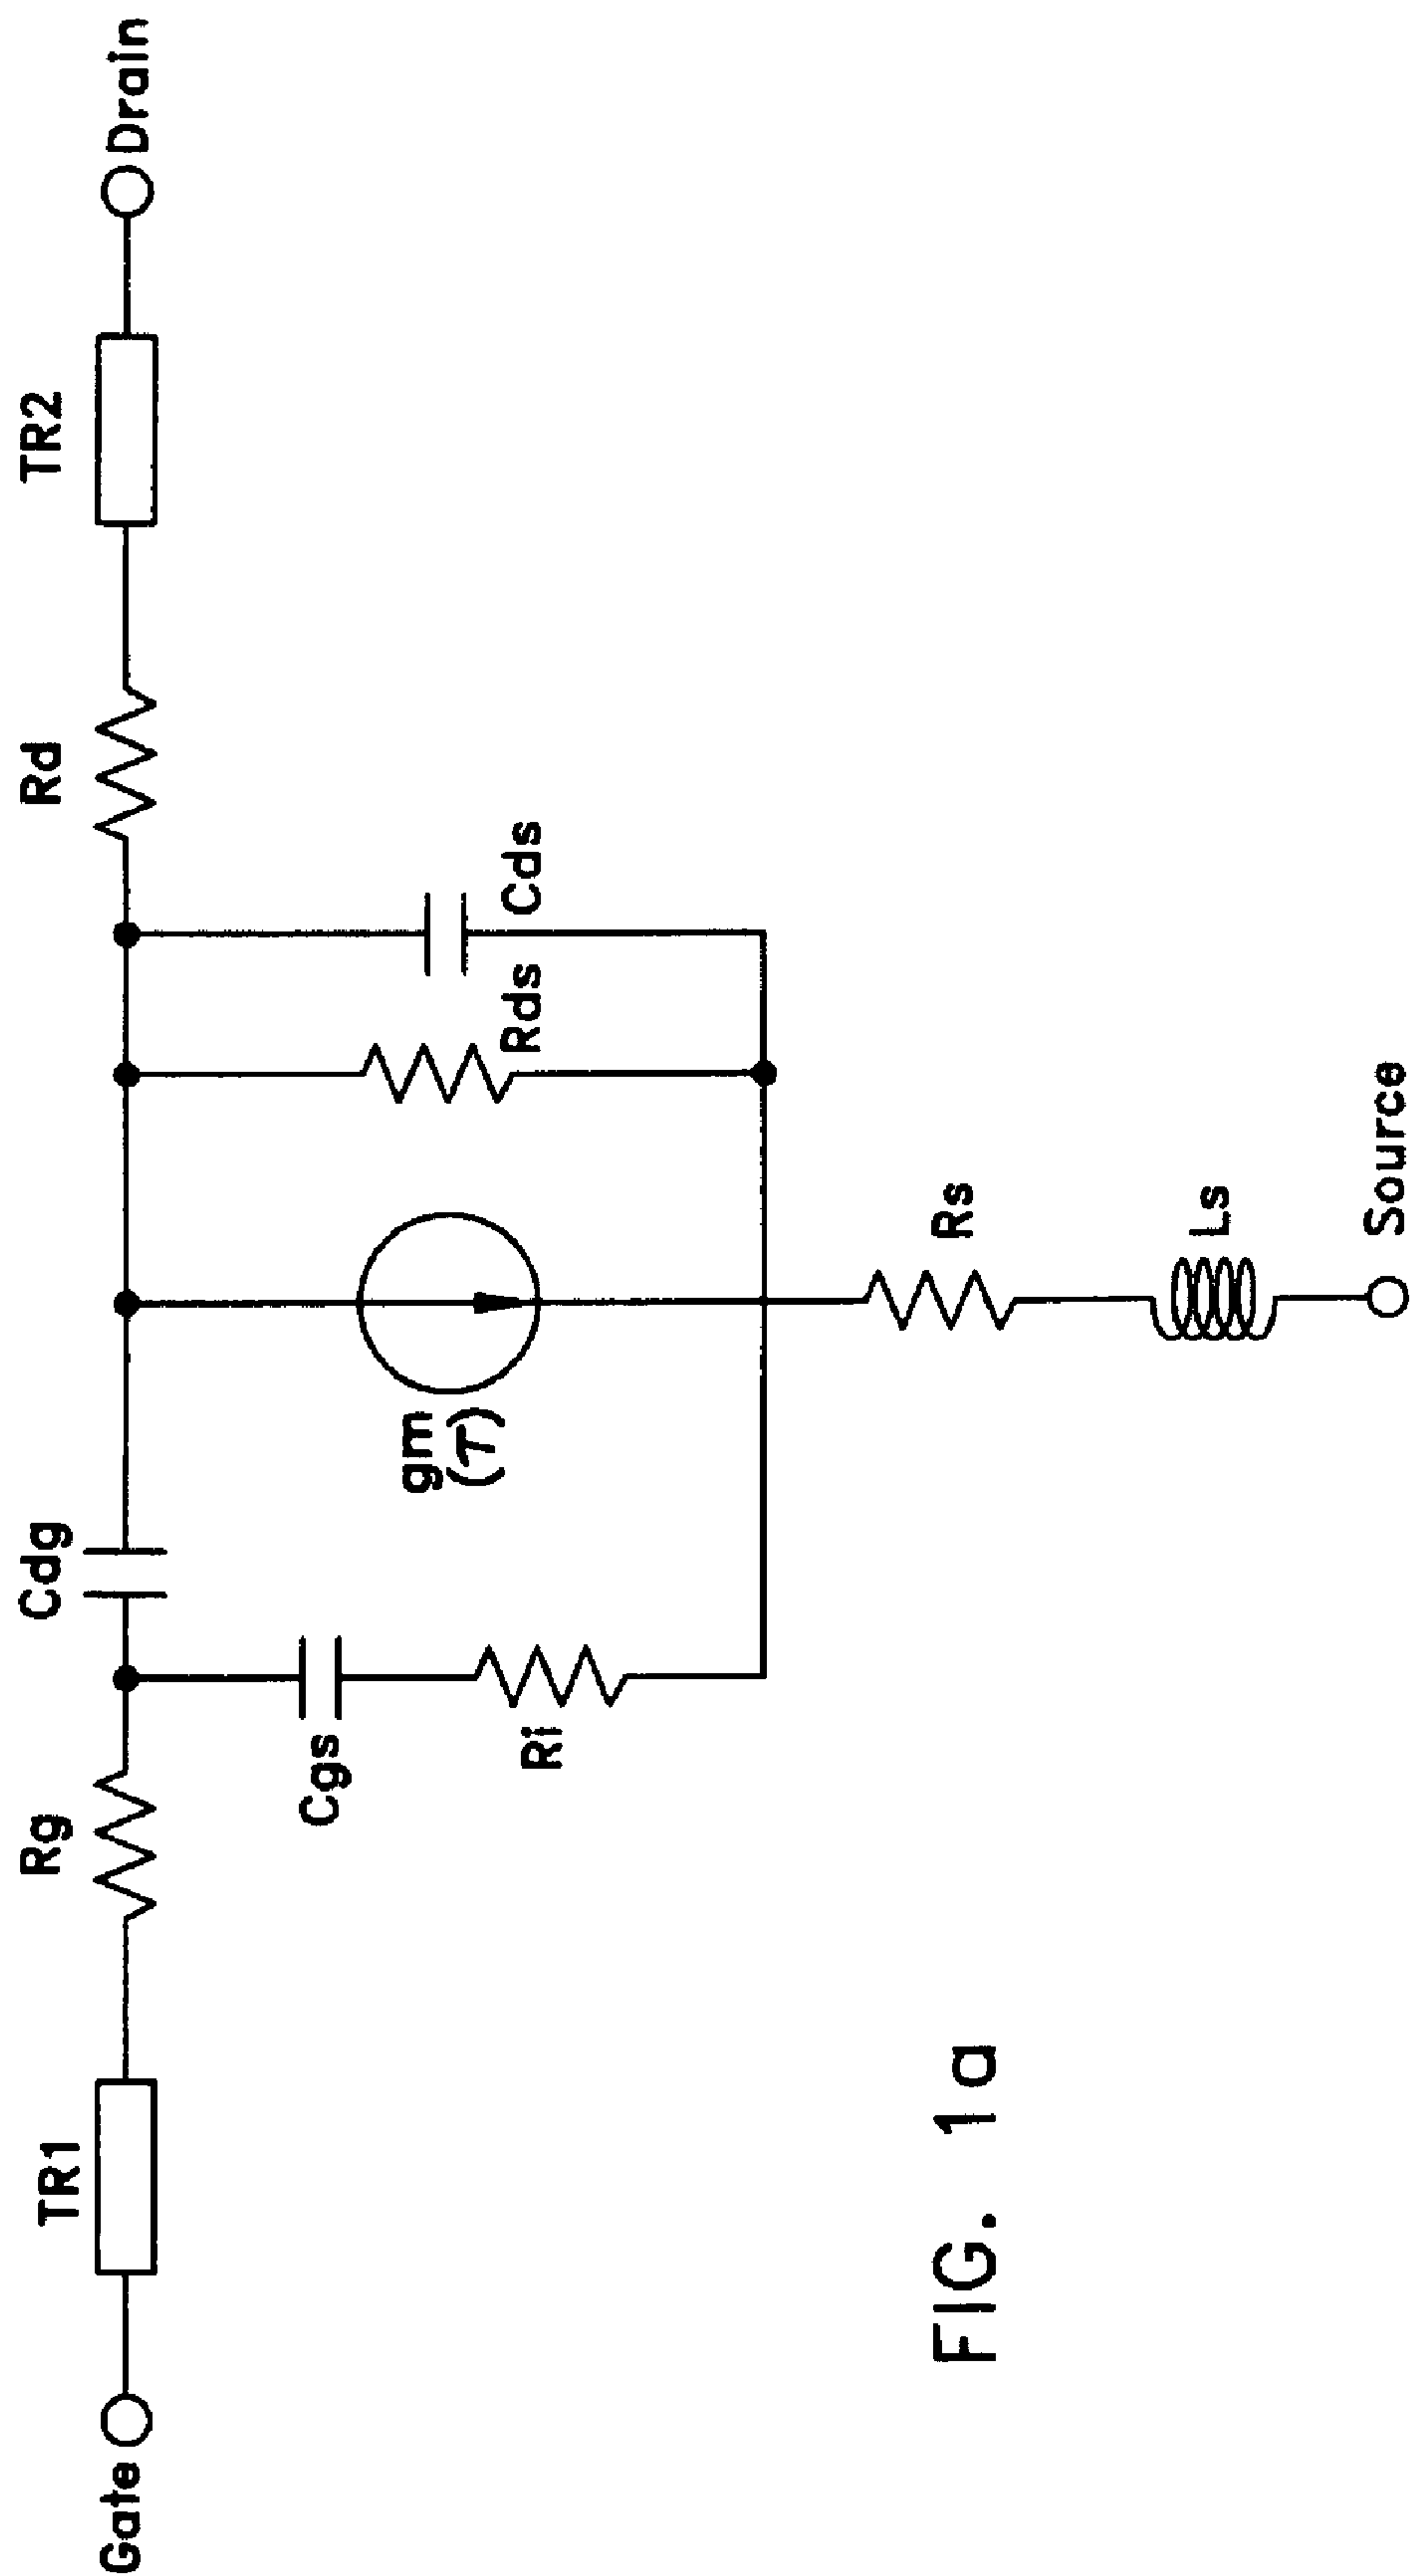 TR1
Rg
Cdg
Rd
TR2
Gate
Drain
Cgs
Ri
gm
(τ)
Rds
Cds
Rs
Ls
Source
FIG. 1a